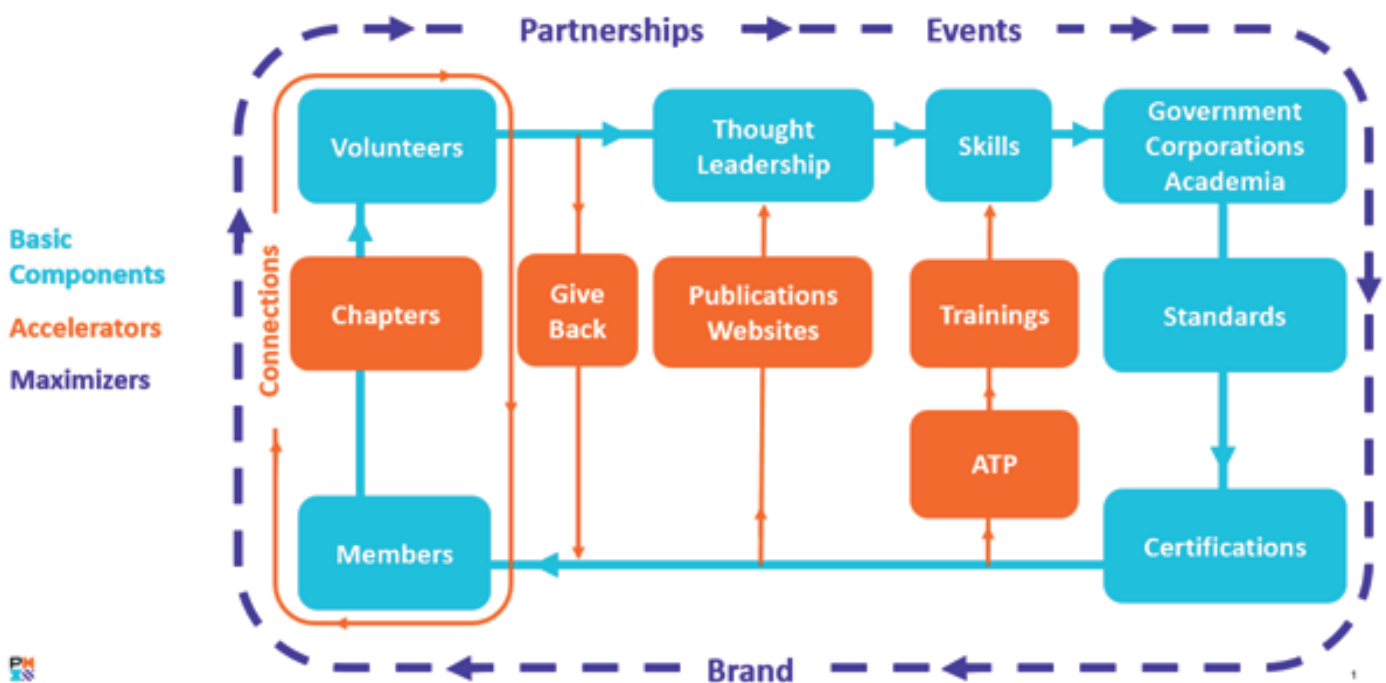 Partnerships
Events
Volunteers
Thought
Leadership
Skills
Government
Corporations
Academia
Basic
Components
Accelerators
Maximizers
Connections
Chapters
Give
Back
Publications
Websites
Trainings
Standards
ATP
Members
Certifications
Brand
PM
1